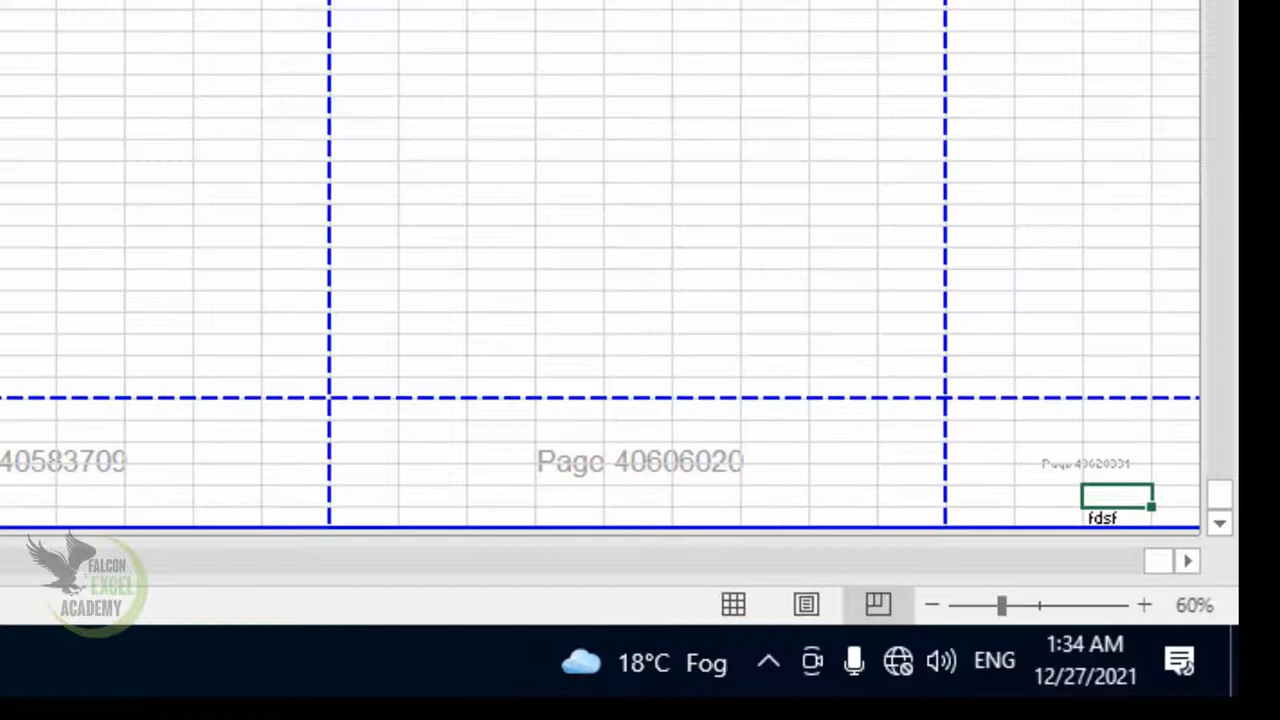 40583709
Page 40606020
fdsf
FALCON
EXCEL
ACADEMY
60%
18°C Fog
ENG
1:34 AM
12/27/2021